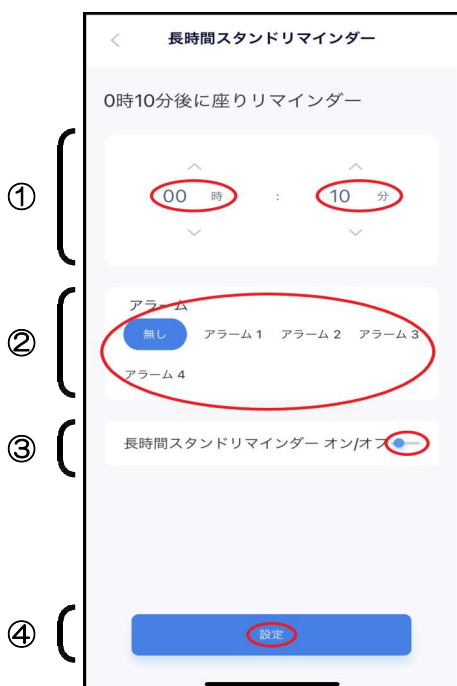 長時間スタンドリマインダー
0時10分後に座りリマインダー
①
00 時 : 10 分
②
アラーム
無し アラーム 1 アラーム 2 アラーム 3
アラーム 4
③
長時間スタンドリマインダー オン/オフ
④
設定